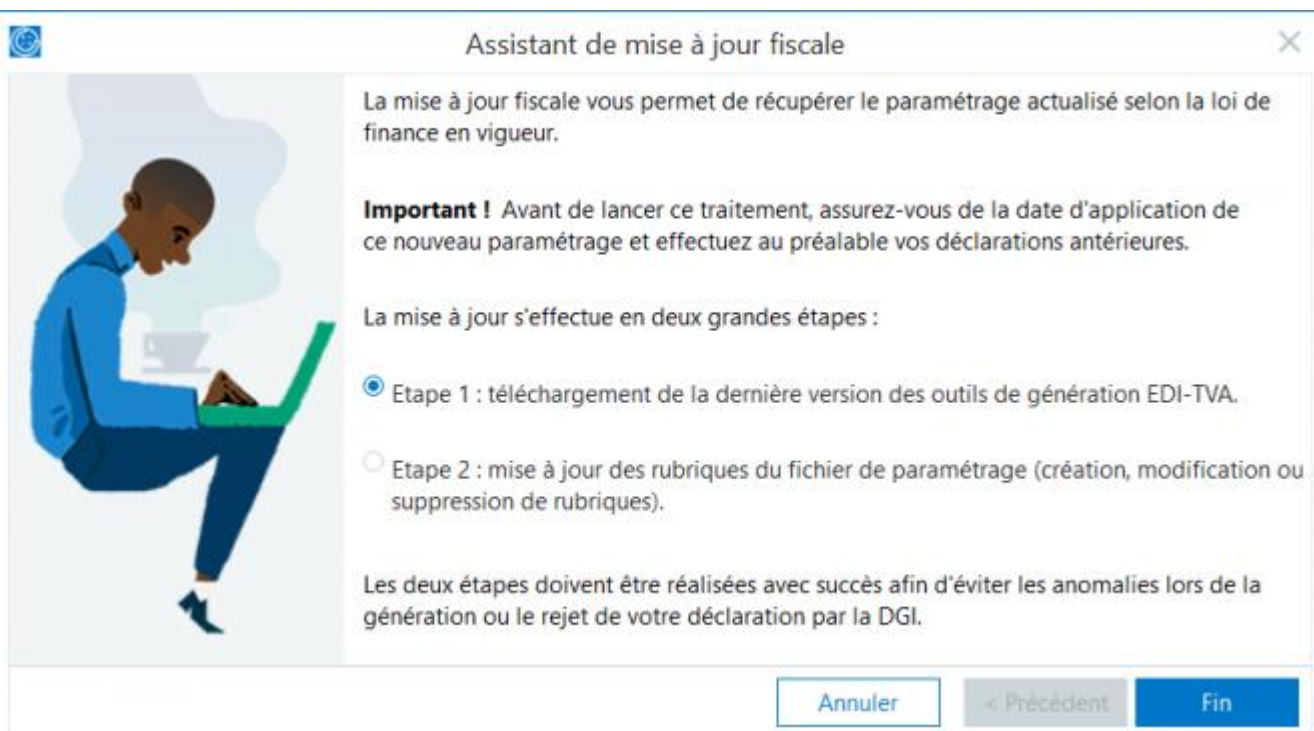 Assistant de mise à jour fiscale
La mise à jour fiscale vous permet de récupérer le paramétrage actualisé selon la loi de
finance en vigueur.
Important ! Avant de lancer ce traitement, assurez-vous de la date d'application de
ce nouveau paramétrage et effectuez au préalable vos déclarations antérieures.
La mise à jour s'effectue en deux grandes étapes :
Etape 1 : téléchargement de la dernière version des outils de génération EDI-TVA.
Etape 2 : mise à jour des rubriques du fichier de paramétrage (création, modification ou
suppression de rubriques).
Les deux étapes doivent être réalisées avec succès afin d'éviter les anomalies lors de la
génération ou le rejet de votre déclaration par la DGI.
Annuler
< Précédent
Fin